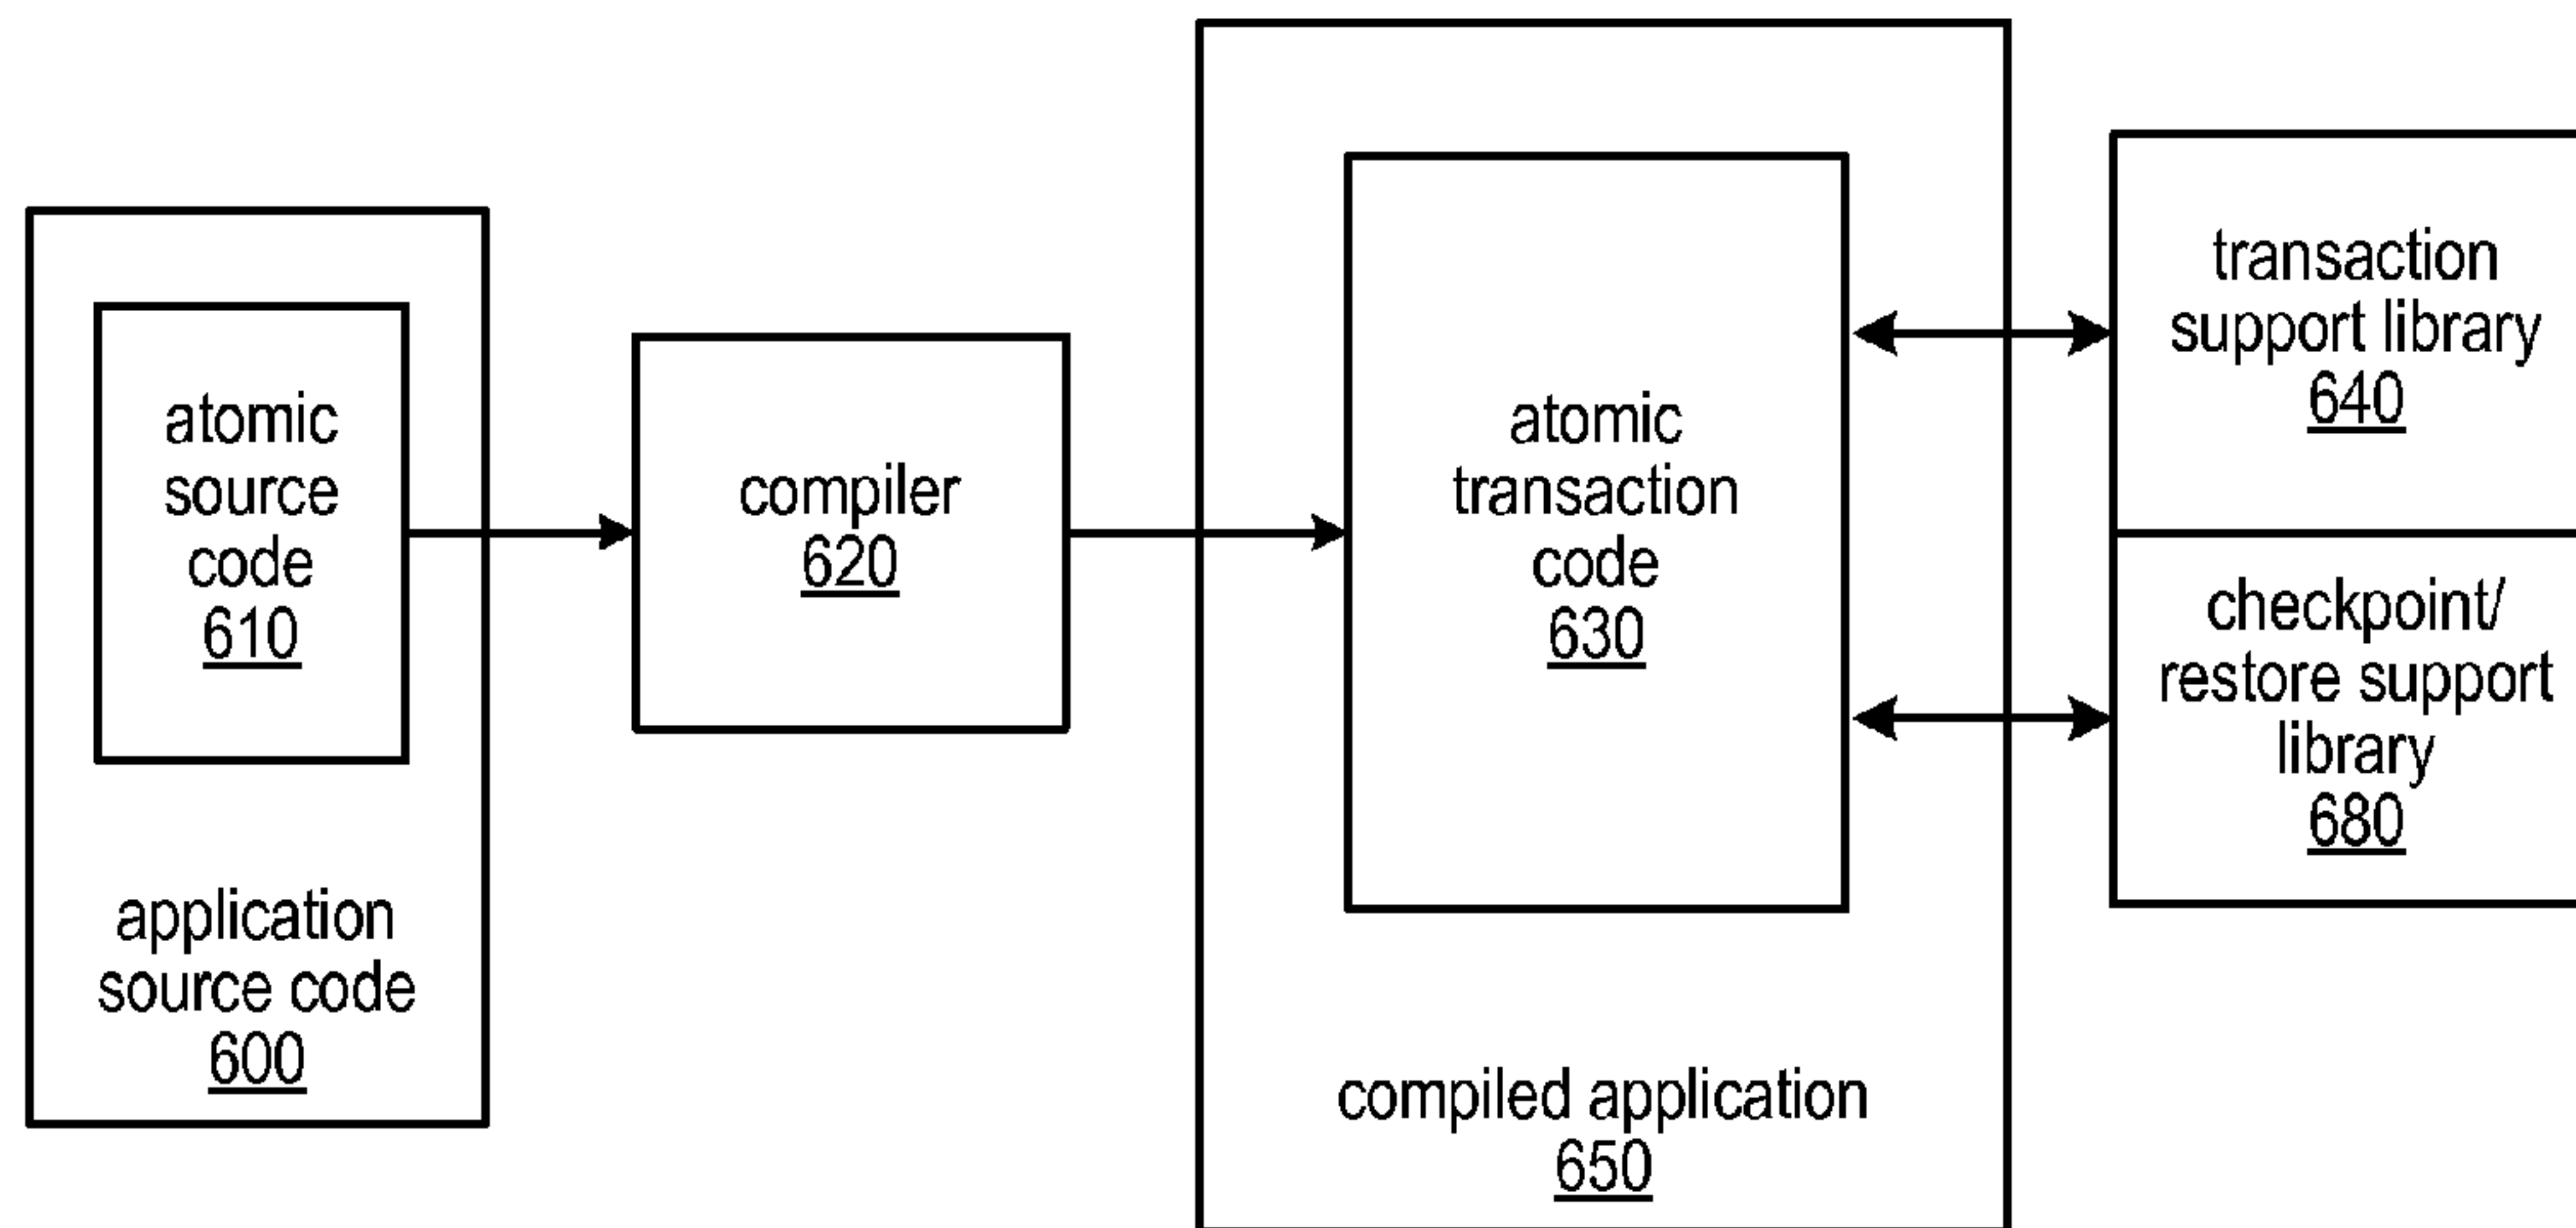 atomic
source
code
610
application
source code
600
compiler
620
atomic
transaction
code
630
compiled application
650
transaction
support library
640
checkpoint/
restore support
library
680